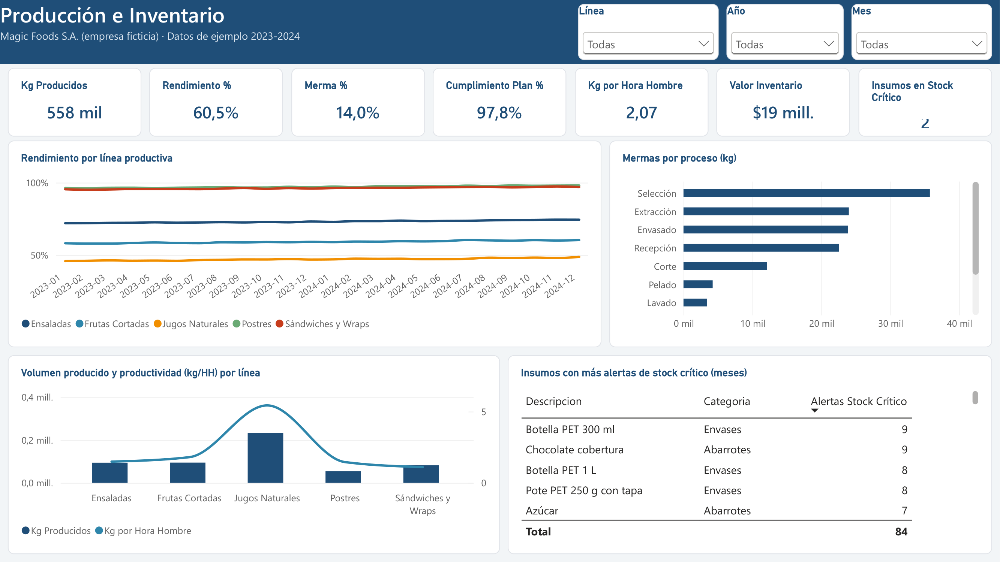 Producción e Inventario
Magic Foods S.A. (empresa ficticia) · Datos de ejemplo 2023-2024
Línea
Todas
Año
Todas
Mes
Todas
Kg Producidos
558 mil
Rendimiento %
60,5%
Merma %
14,0%
Cumplimiento Plan %
97,8%
Kg por Hora Hombre
2,07
Valor Inventario
$19 mill.
Insumos en Stock
Crítico
2
Rendimiento por línea productiva
100%
50%
2023-01
2023-02
2023-03
2023-04
2023-05
2023-06
2023-07
2023-08
2023-09
2023-10
2023-11
2023-12
2024-01
2024-02
2024-03
2024-04
2024-05
2024-06
2024-07
2024-08
2024-09
2024-10
2024-11
2024-12
Ensaladas Frutas Cortadas Jugos Naturales Postres Sándwiches y Wraps
Mermas por proceso (kg)
Selección
Extracción
Envasado
Recepción
Corte
Pelado
Lavado
0 mil 10 mil 20 mil 30 mil 40 mil
Volumen producido y productividad (kg/HH) por línea
0,4 mill.
0,2 mill.
0,0 mill.
5
0
Ensaladas
Frutas Cortadas
Jugos Naturales
Postres
Sándwiches y
Wraps
Kg Producidos Kg por Hora Hombre
Insumos con más alertas de stock crítico (meses)
Descripcion Categoria Alertas Stock Crítico
Botella PET 300 ml Envases 9
Chocolate cobertura Abarrotes 9
Botella PET 1 L Envases 8
Pote PET 250 g con tapa Envases 8
Azúcar Abarrotes 7
Total 84